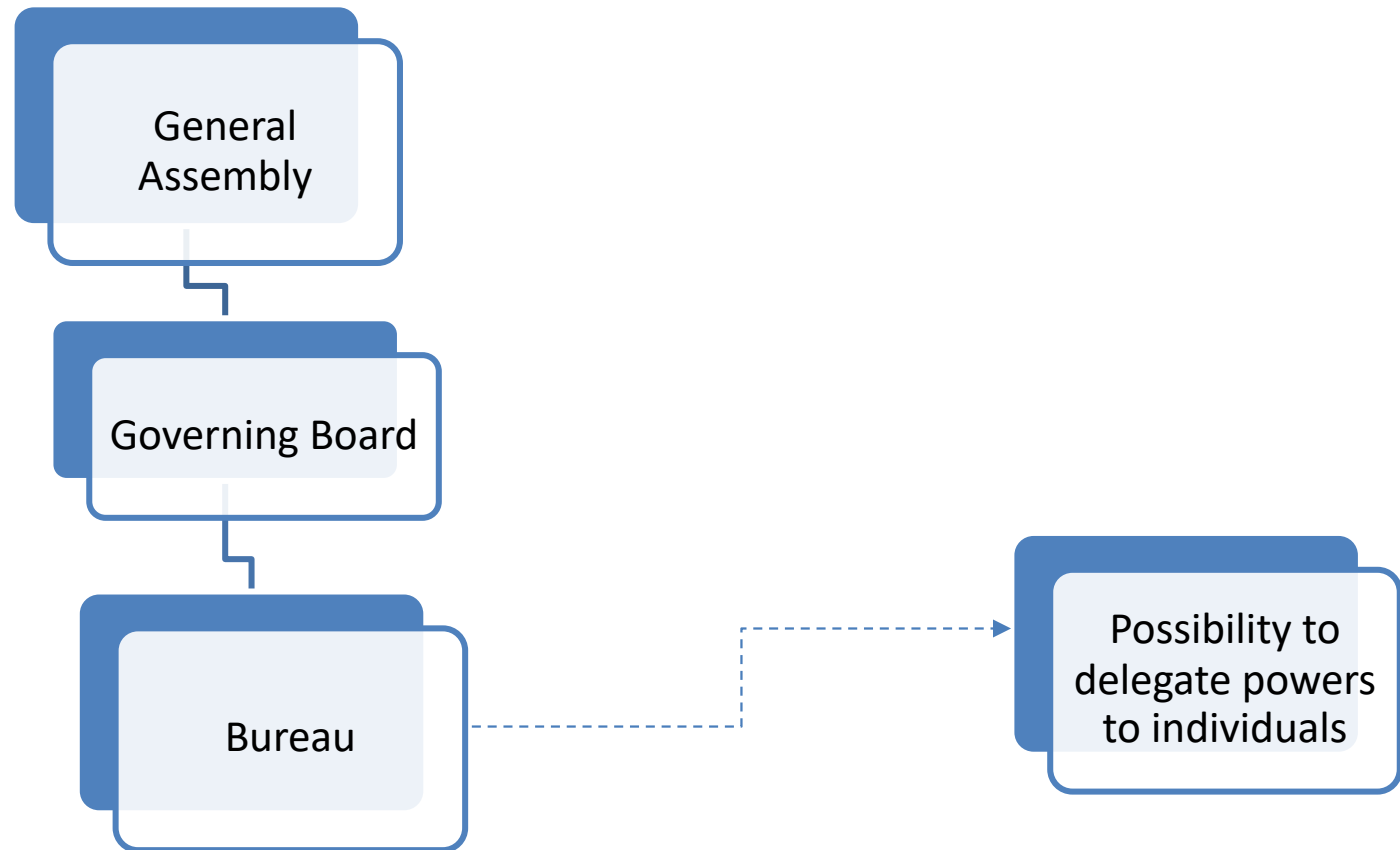 General
Assembly
Governing Board
Bureau
Possibility to
delegate powers
to individuals